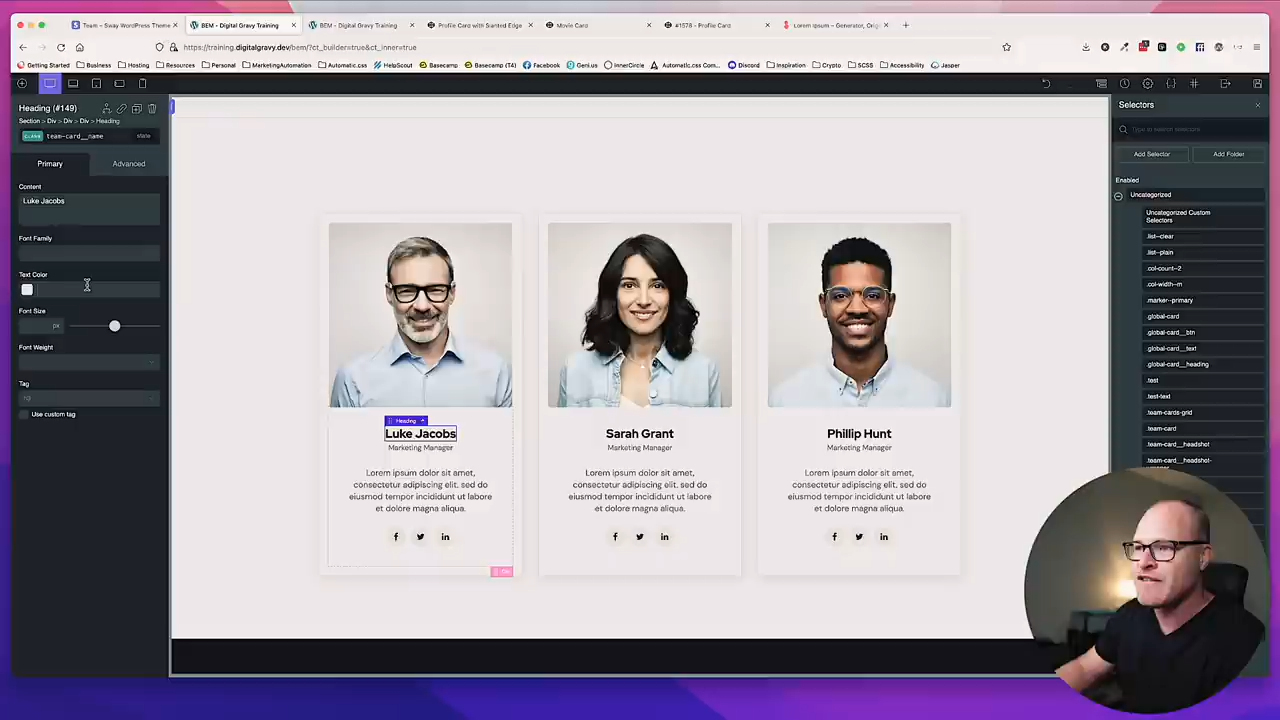 Team – Sway WordPress Theme
BEM - Digital Gravy Training
BEM - Digital Gravy Training
Profile Card with Slanted Edge
Movie Card
#1578 - Profile Card
Lorem Ipsum – Generator, Orig
https://training.digitalgravy.dev/bem/?ct_builder=true&ct_inner=true
Getting Started
Business
Hosting
Resources
Personal
MarketingAutomation
Automatic.css
HelpScout
Basecamp
Basecamp (T4)
Facebook
Geni.us
InnerCircle
Automatic.css Com...
Discord
Inspiration
Crypto
SCSS
Accessibility
Jasper
Heading (#149)
Section > Div > Div > Div > Heading
CLASS team-card__name state
Primary
Advanced
Content
Luke Jacobs
Font Family
Text Color
Font Size
px
Font Weight
Tag
Use custom tag
Heading
Luke Jacobs
Marketing Manager
Lorem ipsum dolor sit amet,
consectetur adipiscing elit, sed do
eiusmod tempor incididunt ut labore
et dolore magna aliqua.
Sarah Grant
Marketing Manager
Lorem ipsum dolor sit amet,
consectetur adipiscing elit, sed do
eiusmod tempor incididunt ut labore
et dolore magna aliqua.
Phillip Hunt
Marketing Manager
Lorem ipsum dolor sit amet,
consectetur adipiscing elit, sed do
eiusmod tempor incididunt ut labore
et dolore magna aliqua.
Selectors
Type to search selectors
Add Selector
Add Folder
Enabled
Uncategorized
Uncategorized Custom
Selectors
.list--clear
.list--plain
.col-count--2
.col-width--m
.marker--primary
.global-card
.global-card__btn
.global-card__text
.global-card__heading
.test
.test-text
.team-cards-grid
.team-card
.team-card__headshot
.team-card__headshot-